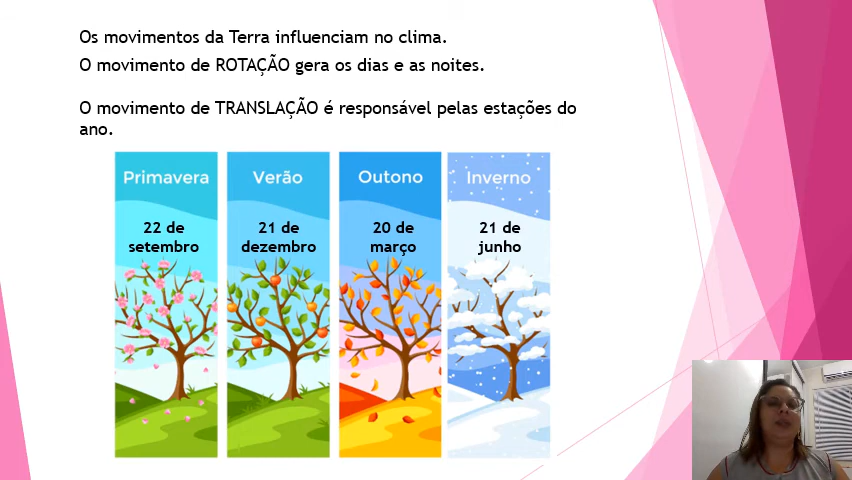 Os movimentos da Terra influenciam no clima.
O movimento de ROTAÇÃO gera os dias e as noites.
O movimento de TRANSLAÇÃO é responsável pelas estações do
ano.
Primavera
22 de
setembro
Verão
21 de
dezembro
Outono
20 de
março
Inverno
21 de
junho